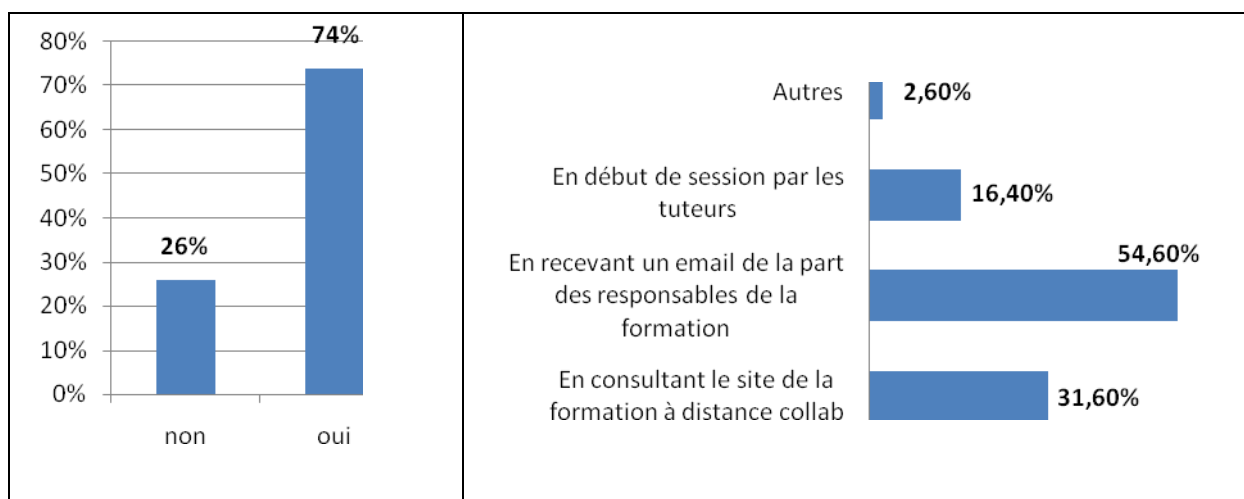 80%
70%
60%
50%
40%
30%
20%
10%
0%
74%
26%
non
oui
Autres
2,60%
En début de session par les
tuteurs
16,40%
En recevant un email de la part
des responsables de la
formation
54,60%
En consultant le site de la
formation à distance collab
31,60%